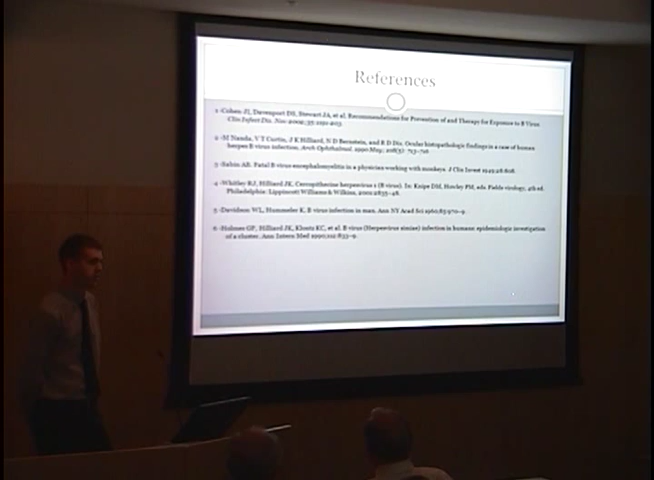 References
1 -Cohen JI, Davenport DS, Stewart JA, et al. Recommendations for Prevention of and Therapy for Exposure to B Virus
Clin Infect Dis. Nov 2002; 35: 1191-203.
2 -M Nanda, V T Curtin, J K Hilliard, N D Bernstein, and R D Dix. Ocular histopathologic findings in a case of human
herpes B virus infection. Arch Ophthalmol. 1990 May; 108(5): 713-716
3 -Sabin AB. Fatal B virus encephalomyelitis in a physician working with monkeys. J Clin Invest 1949:28:808.
4 -Whitley RJ, Hilliard JK. Cercopithecine herpesvirus 1 (B virus). In: Knipe DM, Howley PM, eds. Fields virology, 4th ed.
Philadelphia: Lippincott Williams & Wilkins, 2001:2835-48.
5 -Davidson WL, Hummeler K. B virus infection in man. Ann NY Acad Sci 1960;85:970-9.
6 -Holmes GP, Hilliard JK, Klontz KC, et al. B virus (Herpesvirus simiae) infection in humans: epidemiologic investigation
of a cluster. Ann Intern Med 1990;112:833-9.